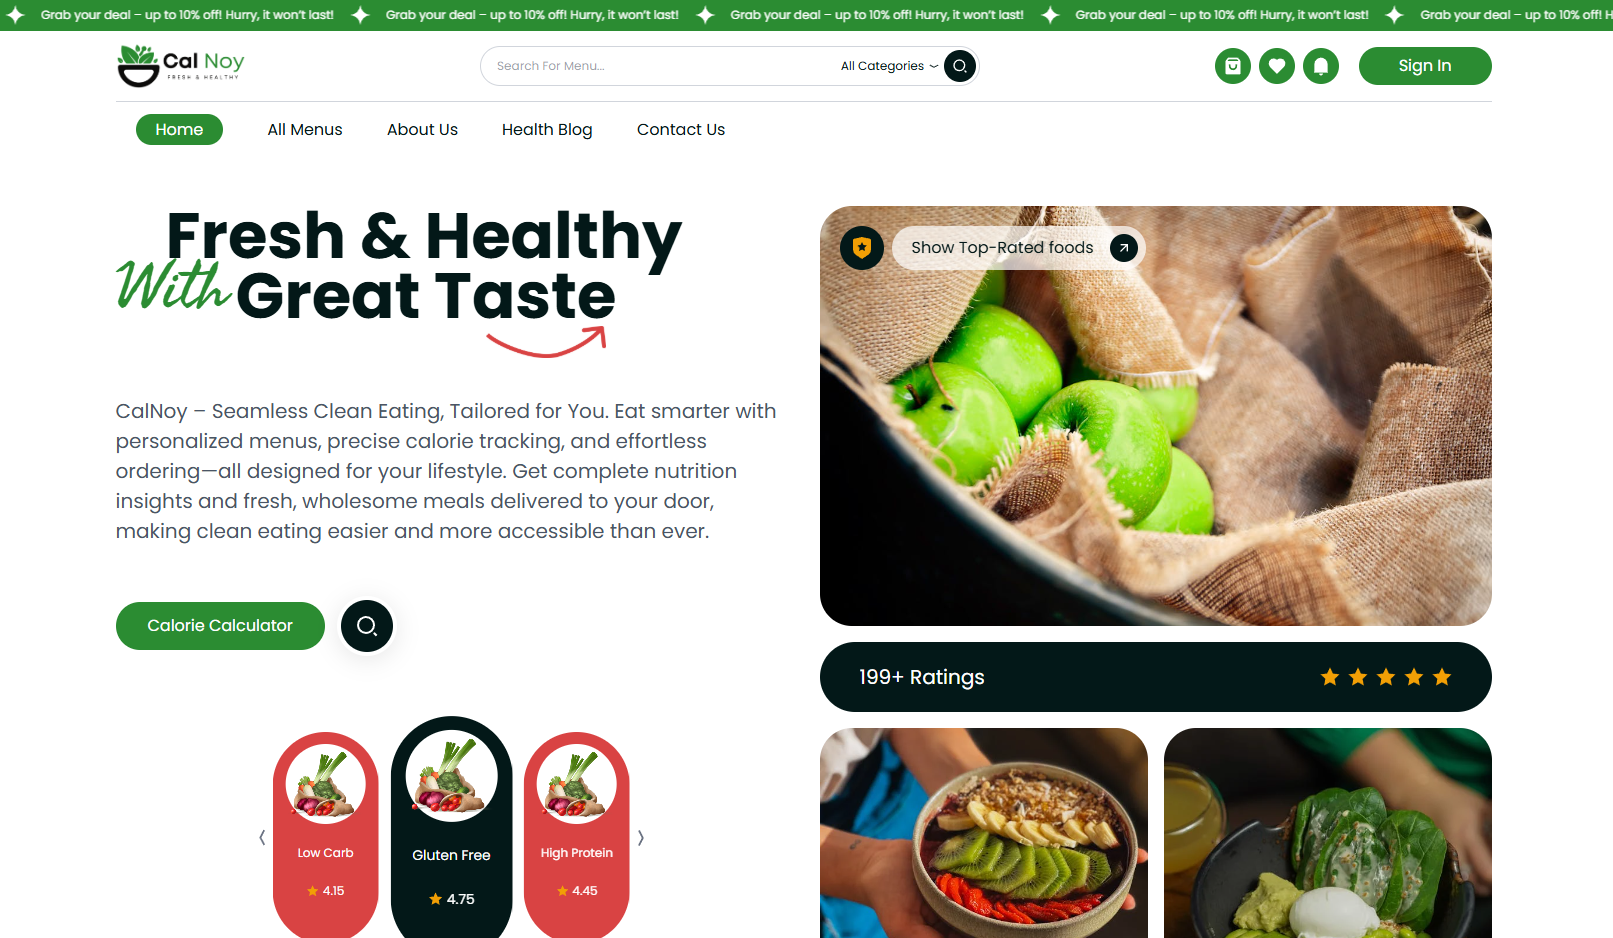 Grab your deal – up to 10% off! Hurry, it won't last! Grab your deal – up to 10% off! Hurry, it won't last! Grab your deal – up to 10% off! Hurry, it won't last! Grab your deal – up to 10% off! Hurry, it won't last! Grab your deal – up to 10% off!
Cal Noy
FRESH & HEALTHY
Search For Menu...
All Categories
Sign In
Home
All Menus
About Us
Health Blog
Contact Us
Fresh & Healthy
With Great Taste
CalNoy – Seamless Clean Eating, Tailored for You. Eat smarter with
personalized menus, precise calorie tracking, and effortless
ordering—all designed for your lifestyle. Get complete nutrition
insights and fresh, wholesome meals delivered to your door,
making clean eating easier and more accessible than ever.
Calorie Calculator
Low Carb
4.15
Gluten Free
4.75
High Protein
4.45
Show Top-Rated foods
199+ Ratings